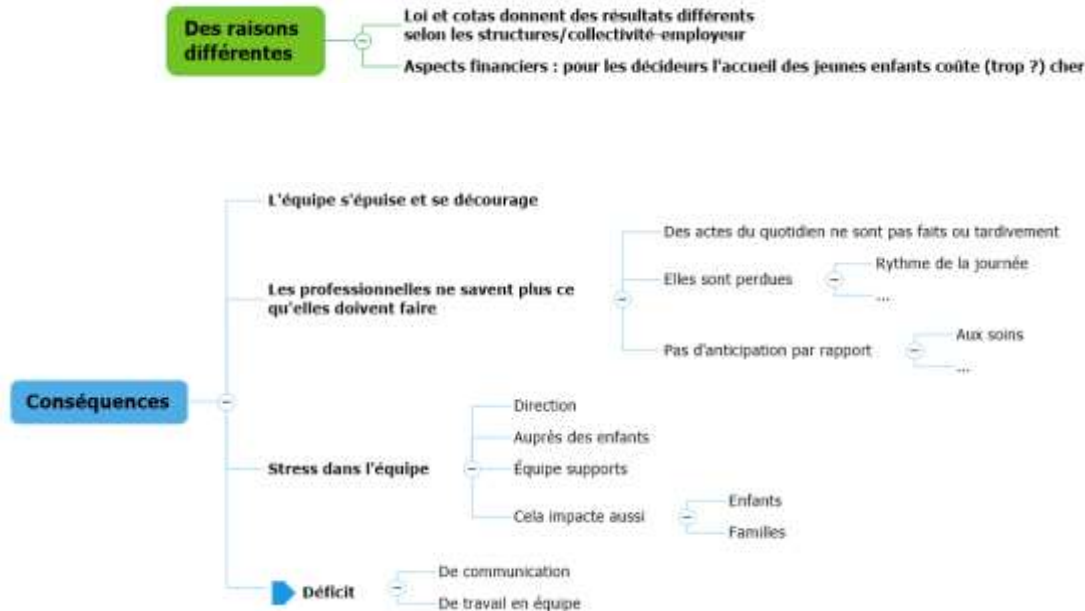 Des raisons
différentes
Loi et cotas donnent des résultats différents
selon les structures/collectivité-employeur
Aspects financiers : pour les décideurs l'accueil des jeunes enfants coûte (trop ?) cher
Conséquences
L'équipe s'épuise et se décourage
Les professionnelles ne savent plus ce
qu'elles doivent faire
Des actes du quotidien ne sont pas faits ou tardivement
Elles sont perdues
Rythme de la journée
...
Pas d'anticipation par rapport
Aux soins
...
Stress dans l'équipe
Direction
Auprès des enfants
Équipe supports
Cela impacte aussi
Enfants
Familles
Déficit
De communication
De travail en équipe